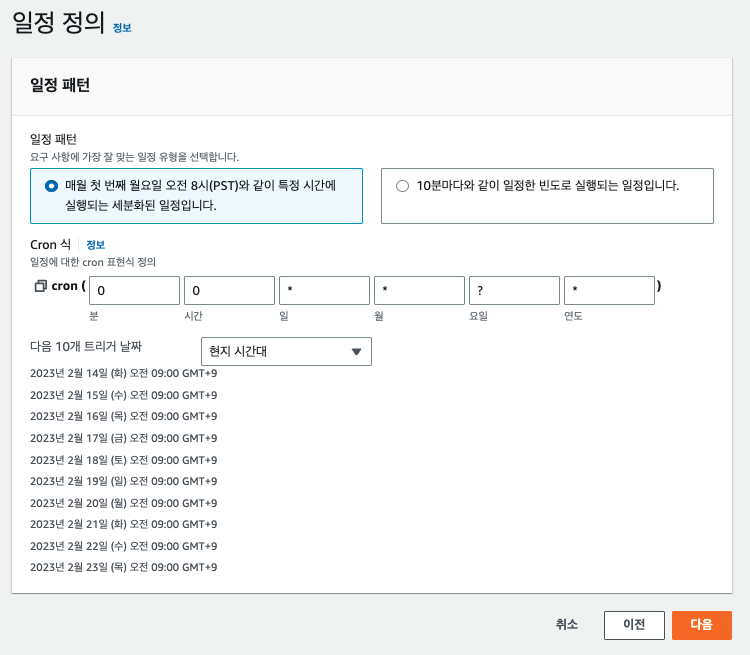 일정 정의 정보
일정 패턴
일정 패턴
요구 사항에 가장 잘 맞는 일정 유형을 선택합니다.
매월 첫 번째 월요일 오전 8시(PST)와 같이 특정 시간에
실행되는 세분화된 일정입니다.
10분마다와 같이 일정한 빈도로 실행되는 일정입니다.
Cron 식 정보
일정에 대한 cron 표현식 정의
cron ( 0 0 * * ? * )
분 시간 일 월 요일 연도
다음 10개 트리거 날짜 현지 시간대
2023년 2월 14일 (화) 오전 09:00 GMT+9
2023년 2월 15일 (수) 오전 09:00 GMT+9
2023년 2월 16일 (목) 오전 09:00 GMT+9
2023년 2월 17일 (금) 오전 09:00 GMT+9
2023년 2월 18일 (토) 오전 09:00 GMT+9
2023년 2월 19일 (일) 오전 09:00 GMT+9
2023년 2월 20일 (월) 오전 09:00 GMT+9
2023년 2월 21일 (화) 오전 09:00 GMT+9
2023년 2월 22일 (수) 오전 09:00 GMT+9
2023년 2월 23일 (목) 오전 09:00 GMT+9
취소 이전 다음